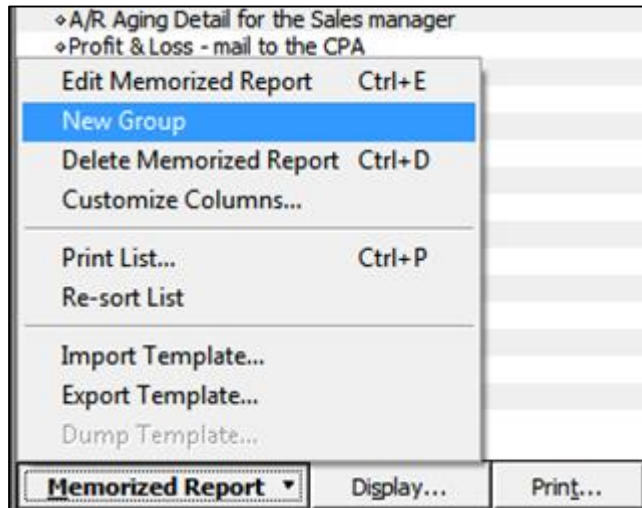 ◆A/R Aging Detail for the Sales manager
◆Profit & Loss - mail to the CPA
Edit Memorized Report Ctrl+E
New Group
Delete Memorized Report Ctrl+D
Customize Columns...
Print List... Ctrl+P
Re-sort List
Import Template...
Export Template...
Dump Template...
Memorized Report ▼ Display... Print...